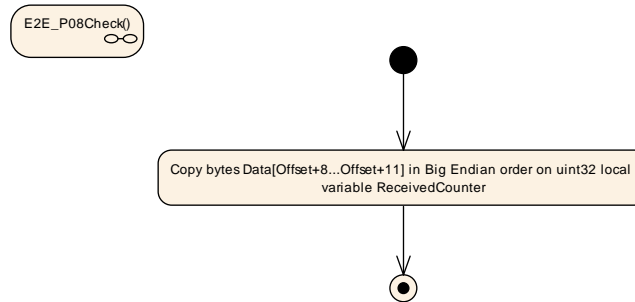 E2E_P08Check()
Copy bytes Data[Offset+8...Offset+11] in Big Endian order on uint32 local
variable ReceivedCounter